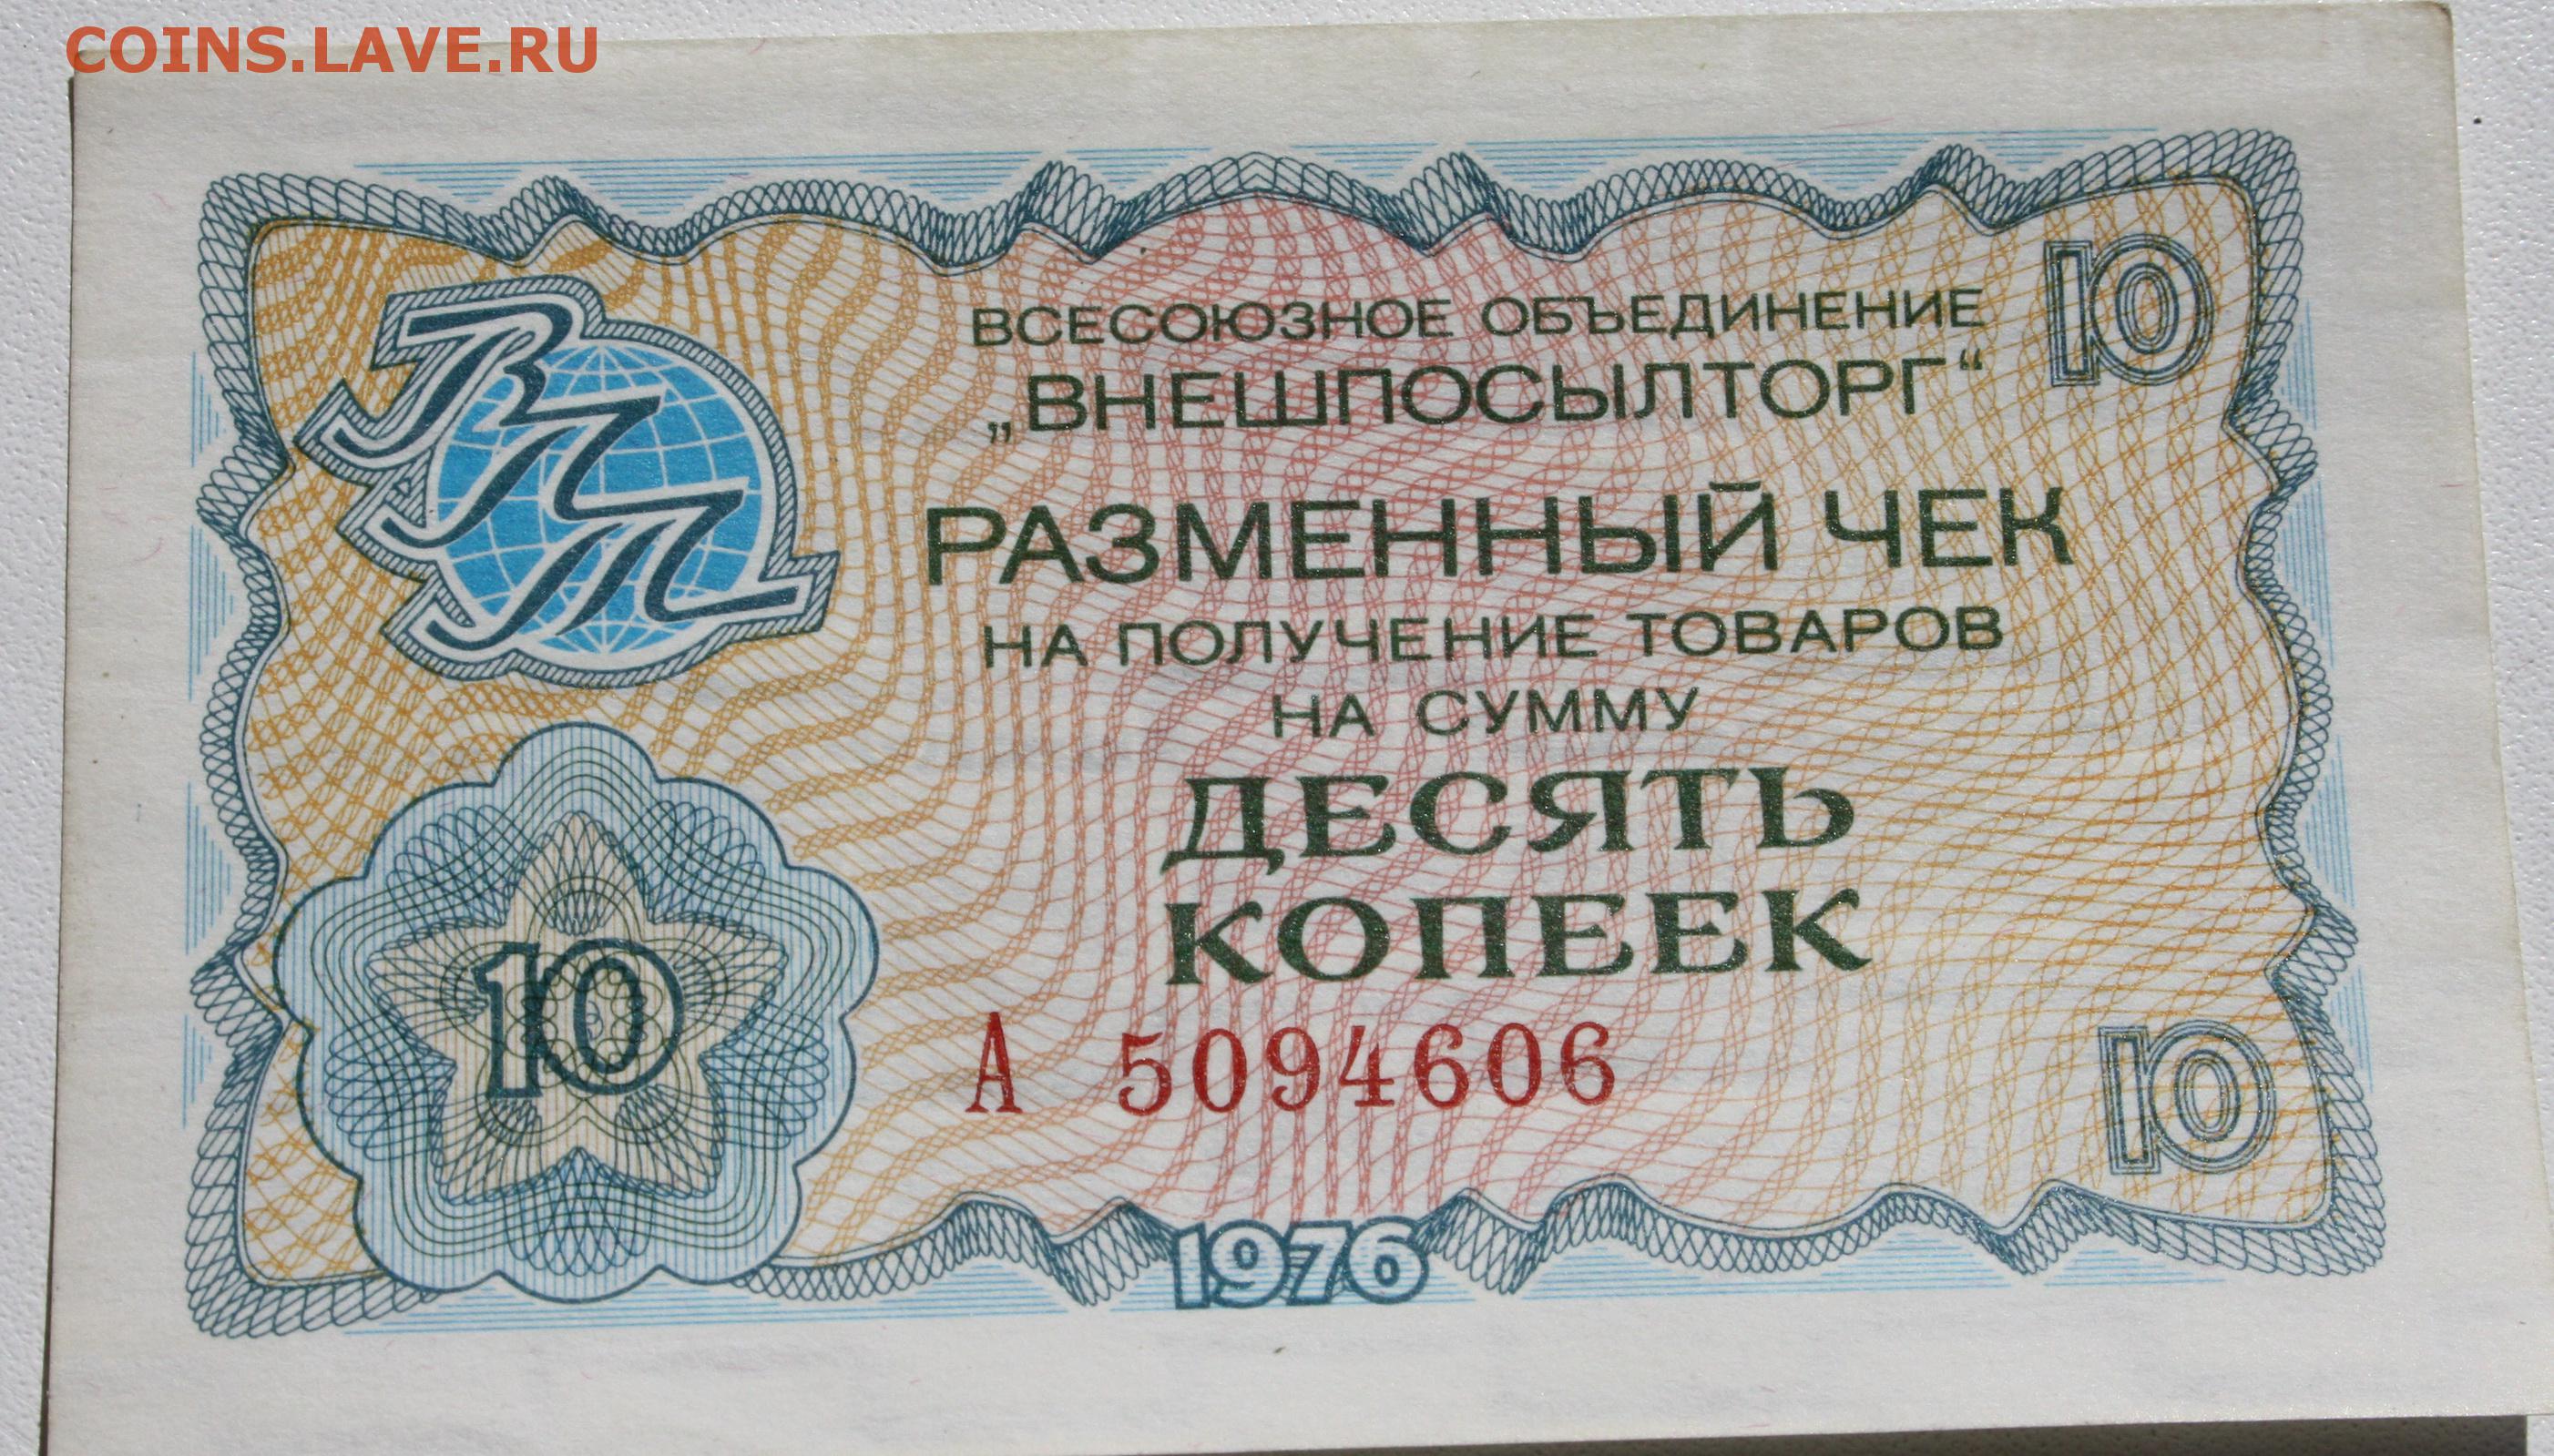 COINS.LAVE.RU
ВСЕСОЮЗНОЕ ОБЪЕДИНЕНИЕ
„ВНЕШПОСЫЛТОРГ“
10
ВПТ
РАЗМЕННЫЙ ЧЕК
НА ПОЛУЧЕНИЕ ТОВАРОВ
НА СУММУ
ДЕСЯТЬ
КОПЕЕК
10
А 5094606
10
1976